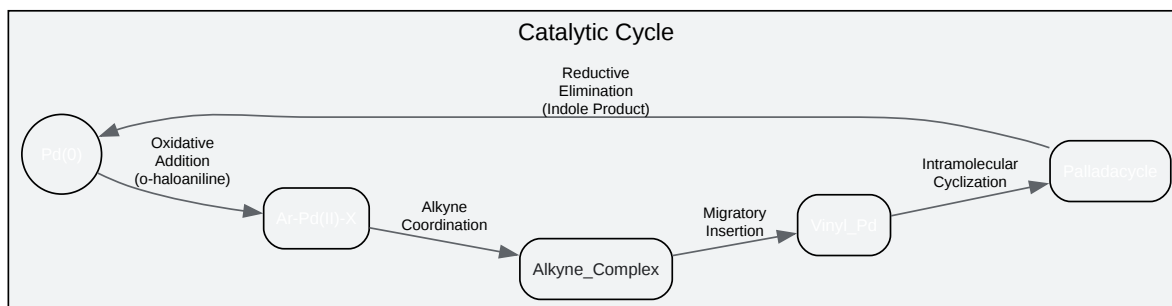 Catalytic Cycle
Reductive
Elimination
(Indole Product)
Pd(0)
Oxidative
Addition
(o-haloaniline)
Ar-Pd(II)-X
Alkyne
Coordination
Alkyne_Complex
Migratory
Insertion
Vinyl_Pd
Intramolecular
Cyclization
Palladacycle